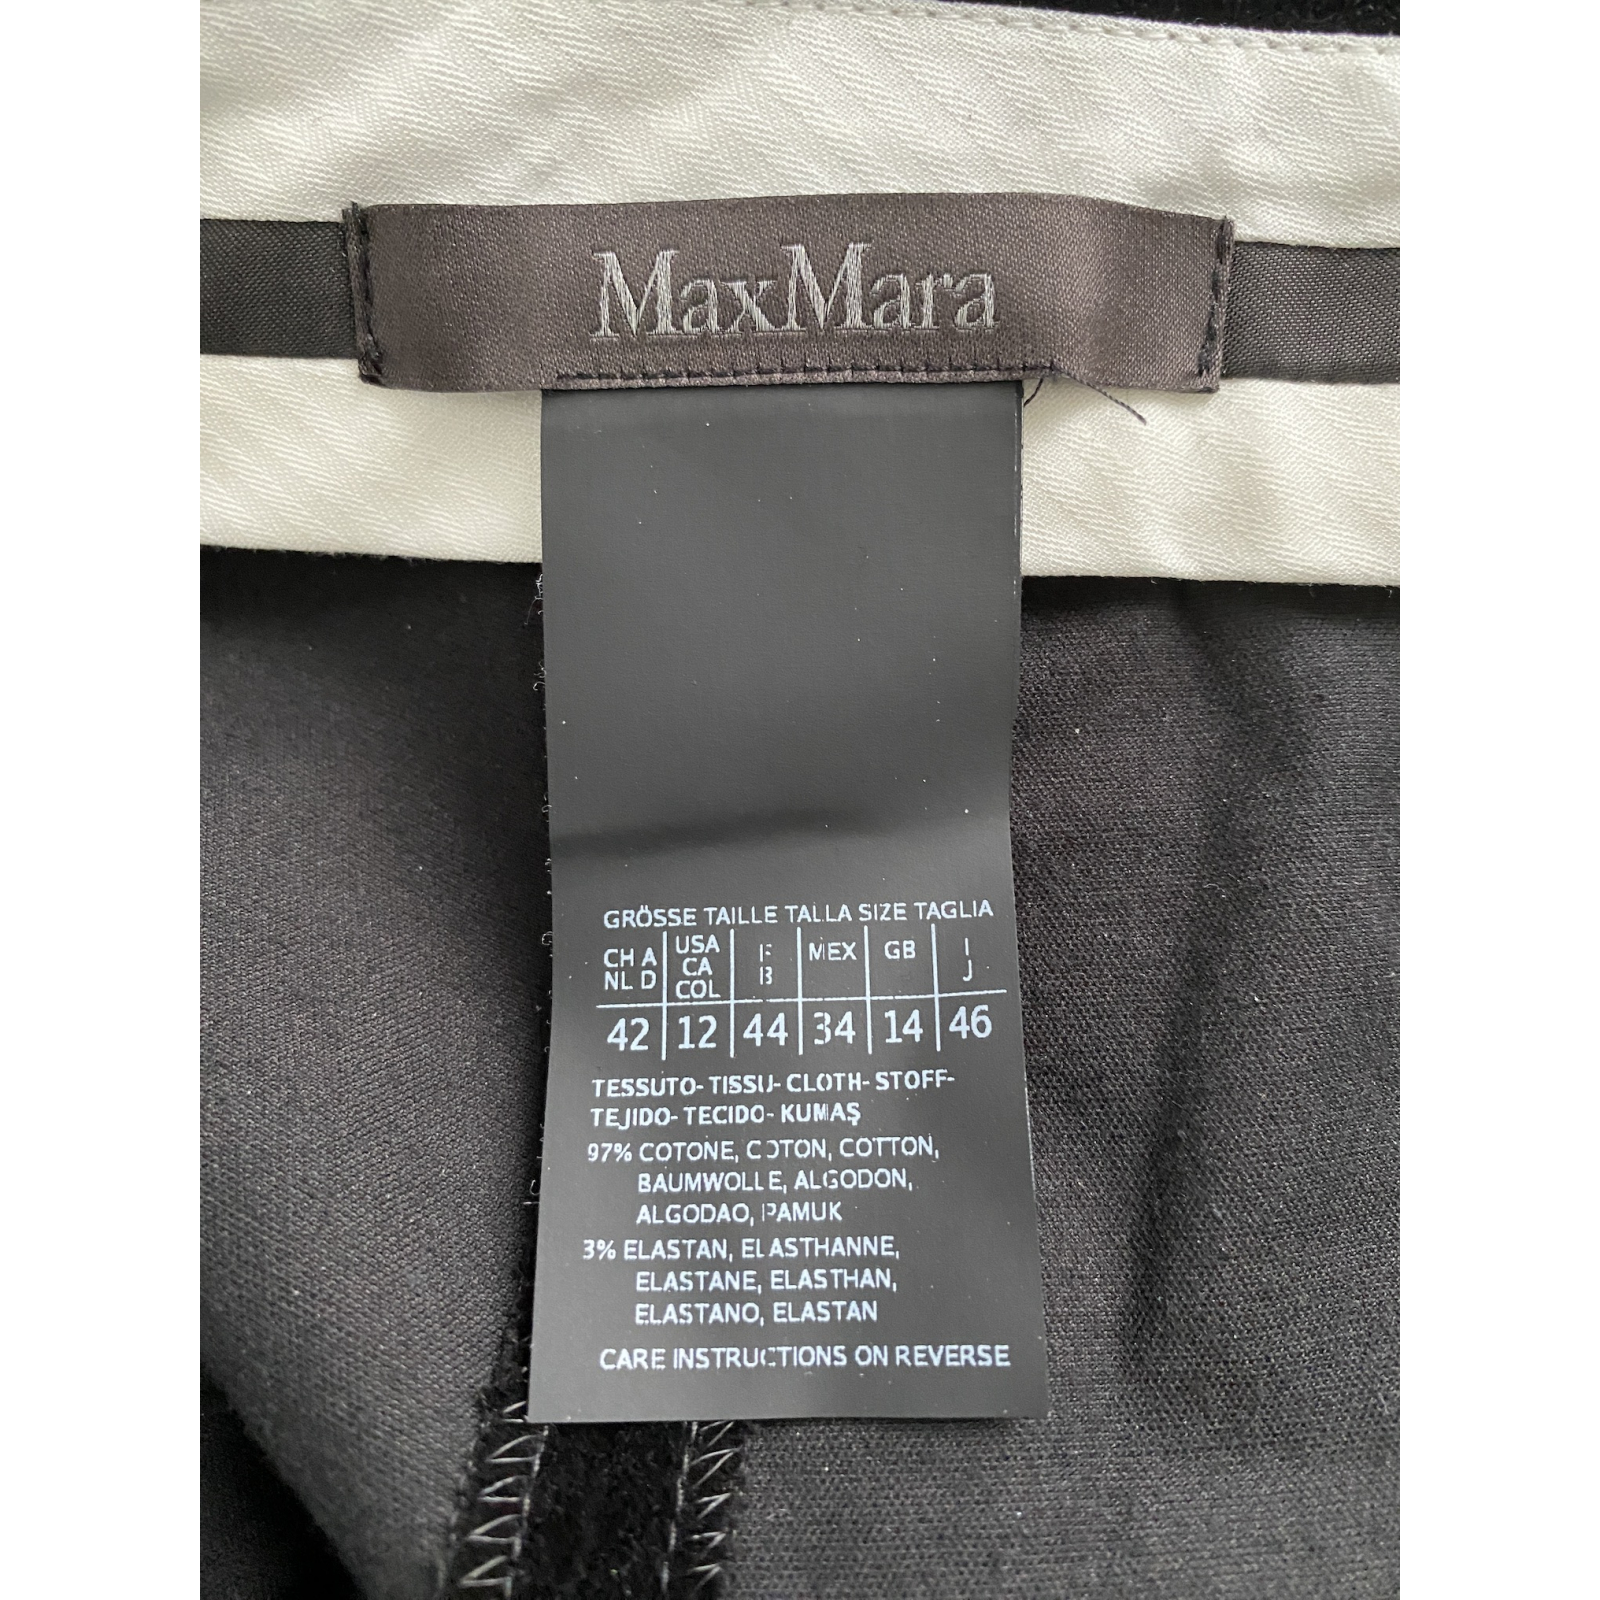 MaxMara
GRÖSSE TAILLE TALLA SIZE TAGLIA
CH A NL D | USA CA COL | F B | MEX | GB | I J
42 | 12 | 44 | 34 | 14 | 46
TESSUTO- TISSU- CLOTH- STOFF-
TEJIDO- TECIDO- KUMAŞ
97% COTONE, COTON, COTTON,
BAUMWOLLE, ALGODON,
ALGODAO, PAMUK
3% ELASTAN, ELASTHANNE,
ELASTANE, ELASTHAN,
ELASTANO, ELASTAN
CARE INSTRUCTIONS ON REVERSE